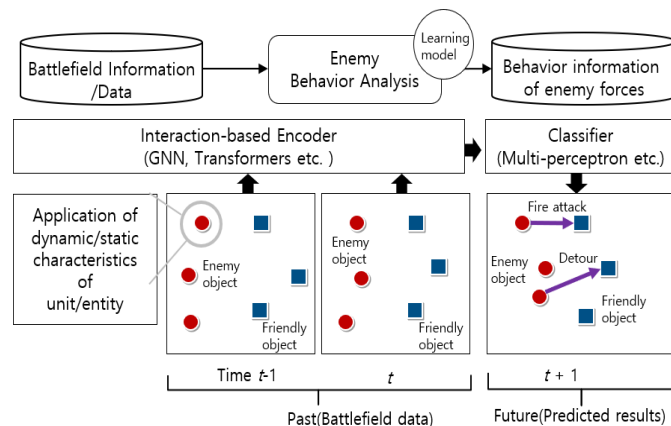 Battlefield Information
/Data
Enemy
Behavior Analysis
Learning
model
Behavior information
of enemy forces
Interaction-based Encoder
(GNN, Transformers etc. )
Classifier
(Multi-perceptron etc.)
Application of
dynamic/static
characteristics
of
unit/entity
Enemy
object
Friendly
object
Enemy
object
Friendly
object
Fire attack
Enemy
object
Detour
Friendly
object
Time t-1
t
t + 1
Past(Battlefield data)
Future(Predicted results)